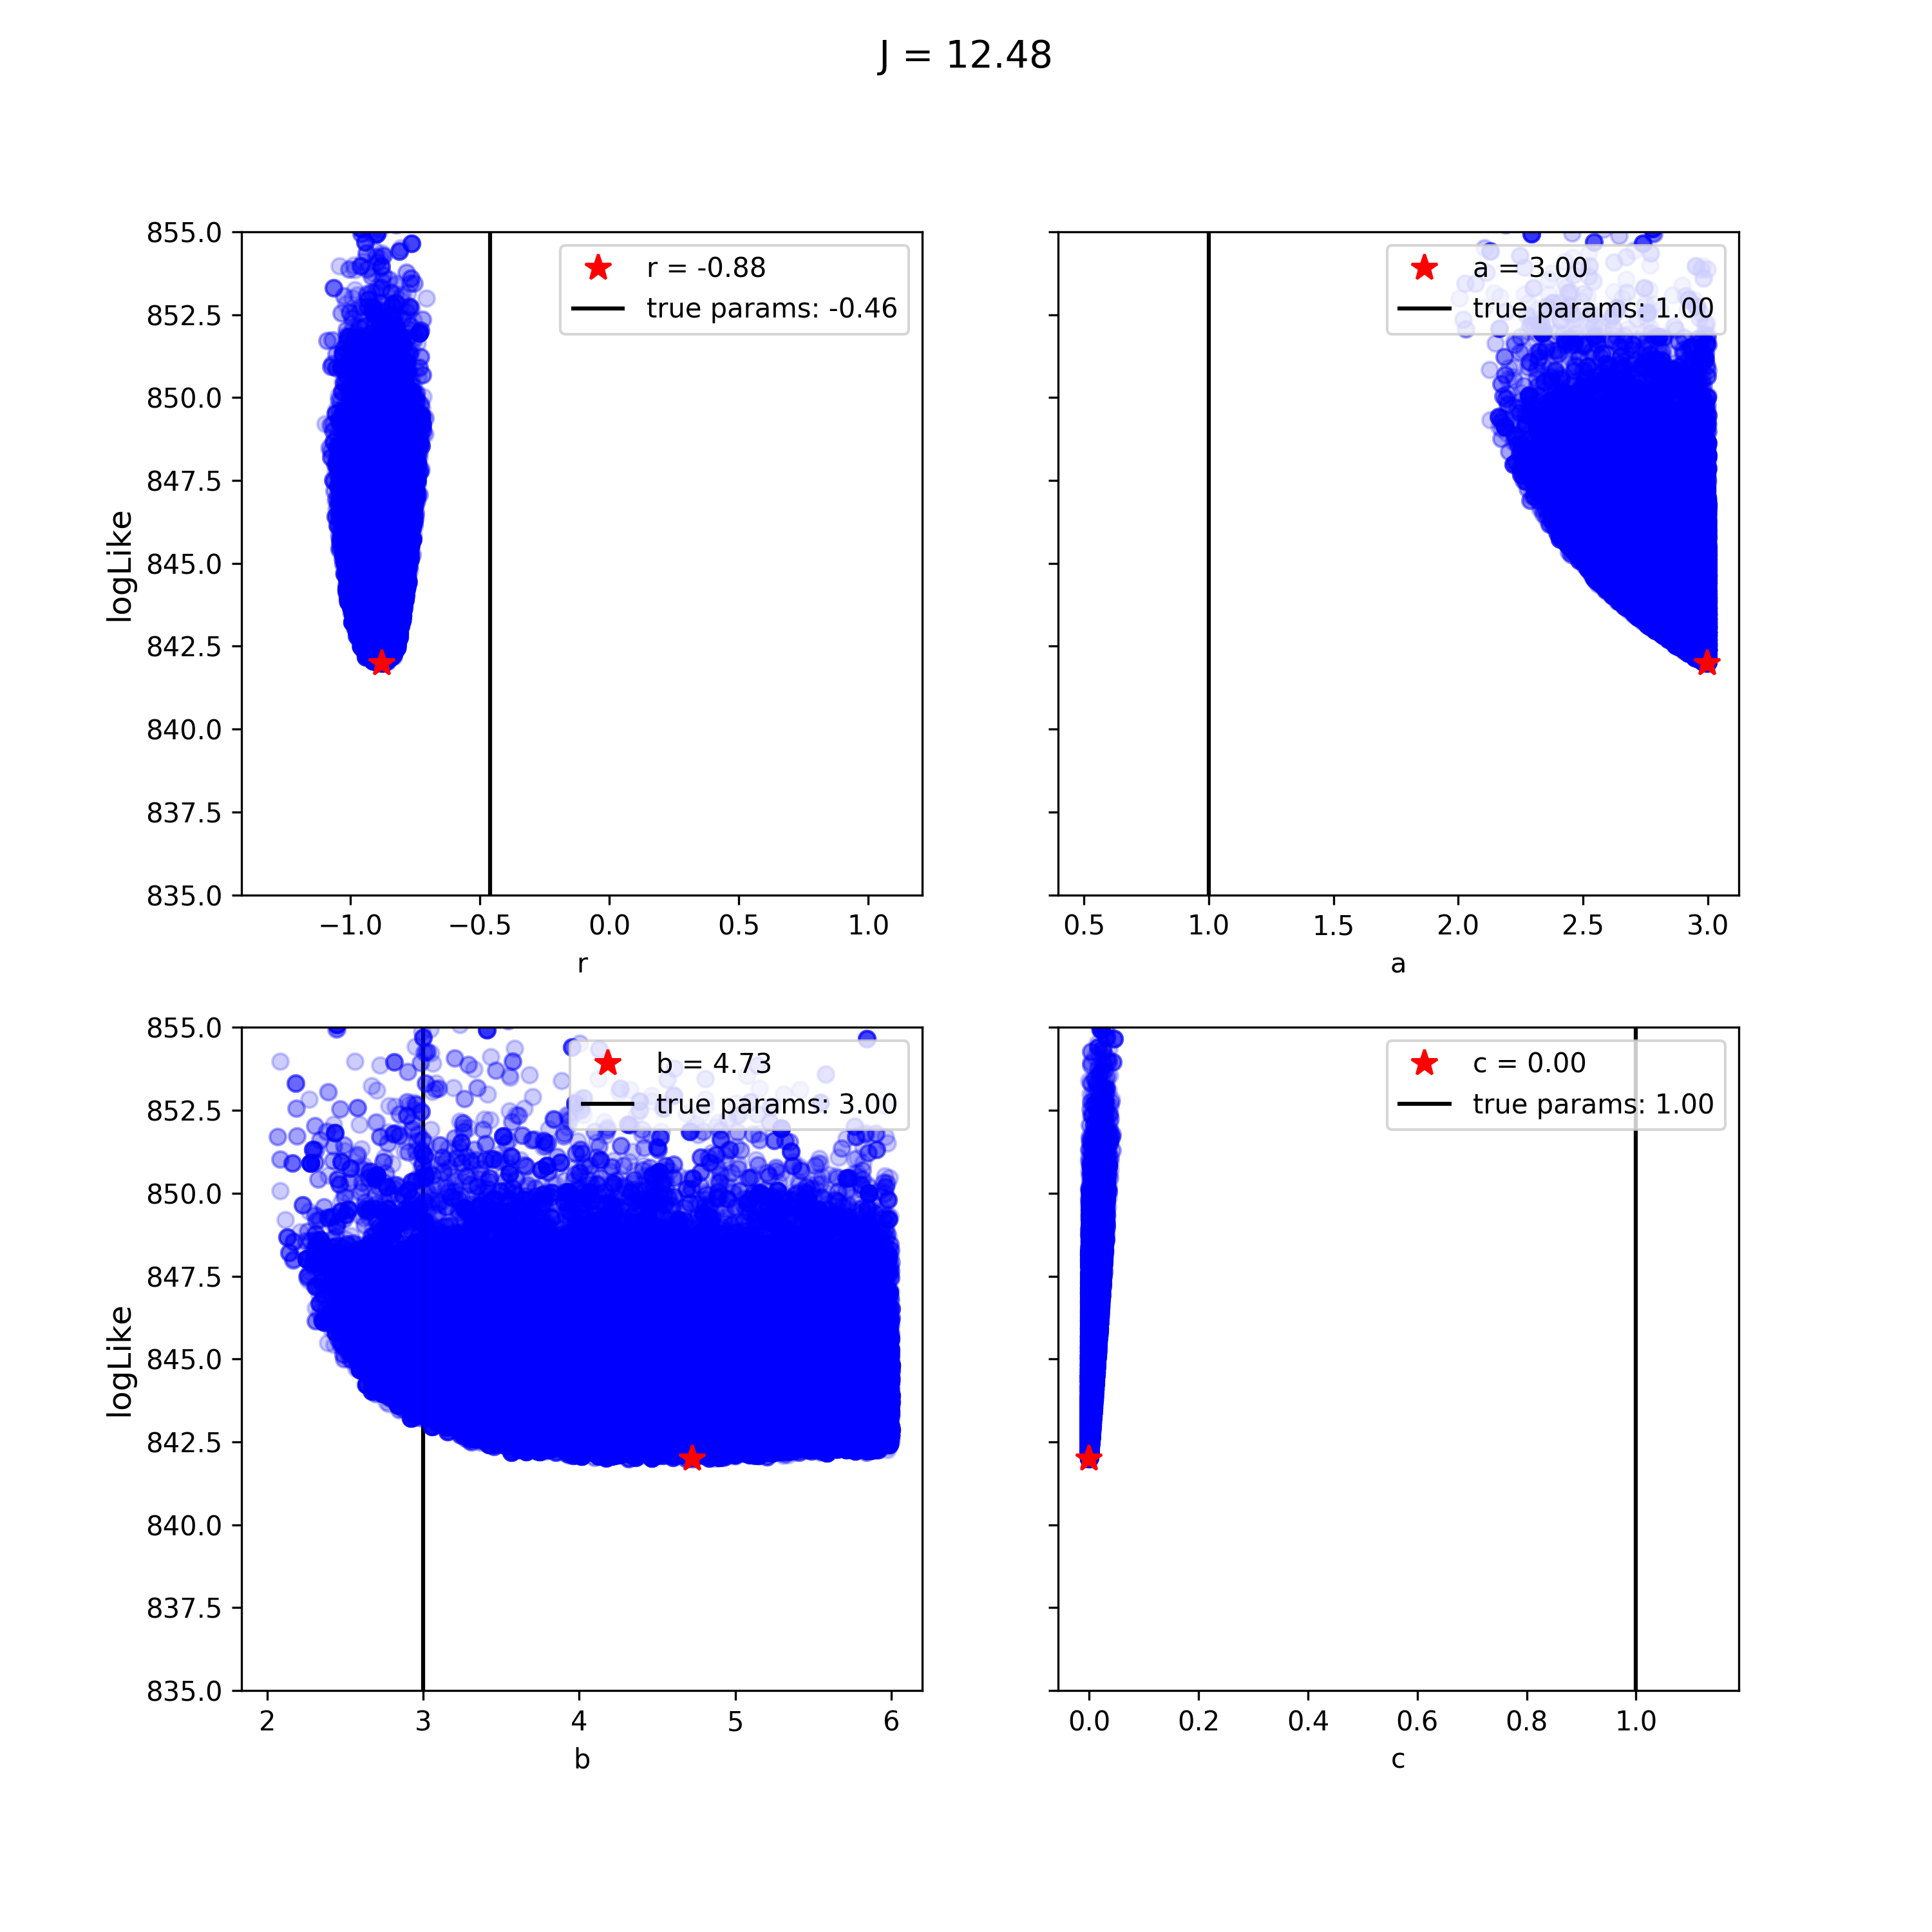 J = 12.48
855.0
852.5
850.0
847.5
845.0
842.5
840.0
837.5
835.0
logLike
r = -0.88
true params: -0.46
−1.0 −0.5 0.0 0.5 1.0
r
a = 3.00
true params: 1.00
0.5 1.0 1.5 2.0 2.5 3.0
a
855.0
852.5
850.0
847.5
845.0
842.5
840.0
837.5
835.0
logLike
b = 4.73
true params: 3.00
2 3 4 5 6
b
c = 0.00
true params: 1.00
0.0 0.2 0.4 0.6 0.8 1.0
c